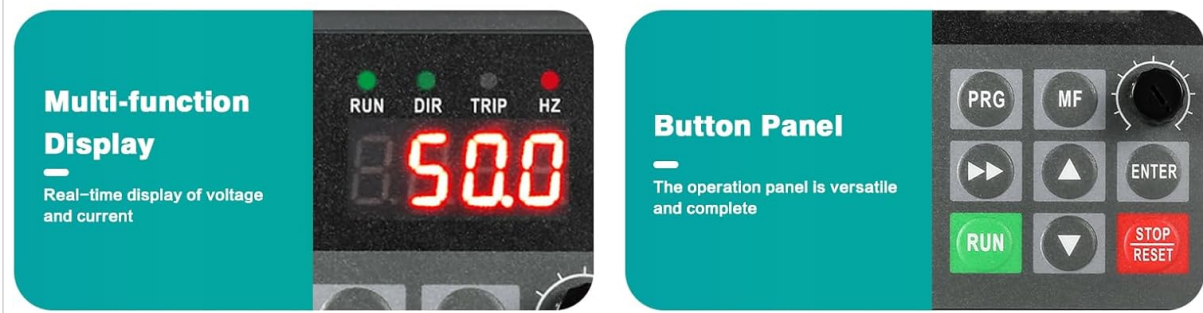 Multi-function
Display
Real-time display of voltage
and current
RUN DIR TRIP HZ
50.0
Button Panel
The operation panel is versatile
and complete
PRG MF
ENTER
RUN STOP
RESET